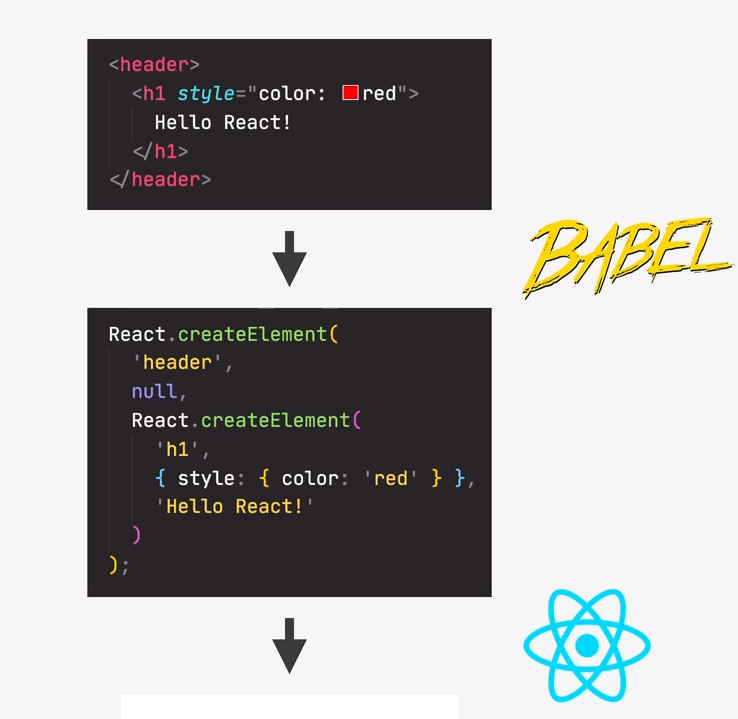 <header>
<h1 style="color: red">
Hello React!
</h1>
</header>
BABEL
React.createElement(
'header',
null,
React.createElement(
'h1',
{ style: { color: 'red' } },
'Hello React!'
)
);